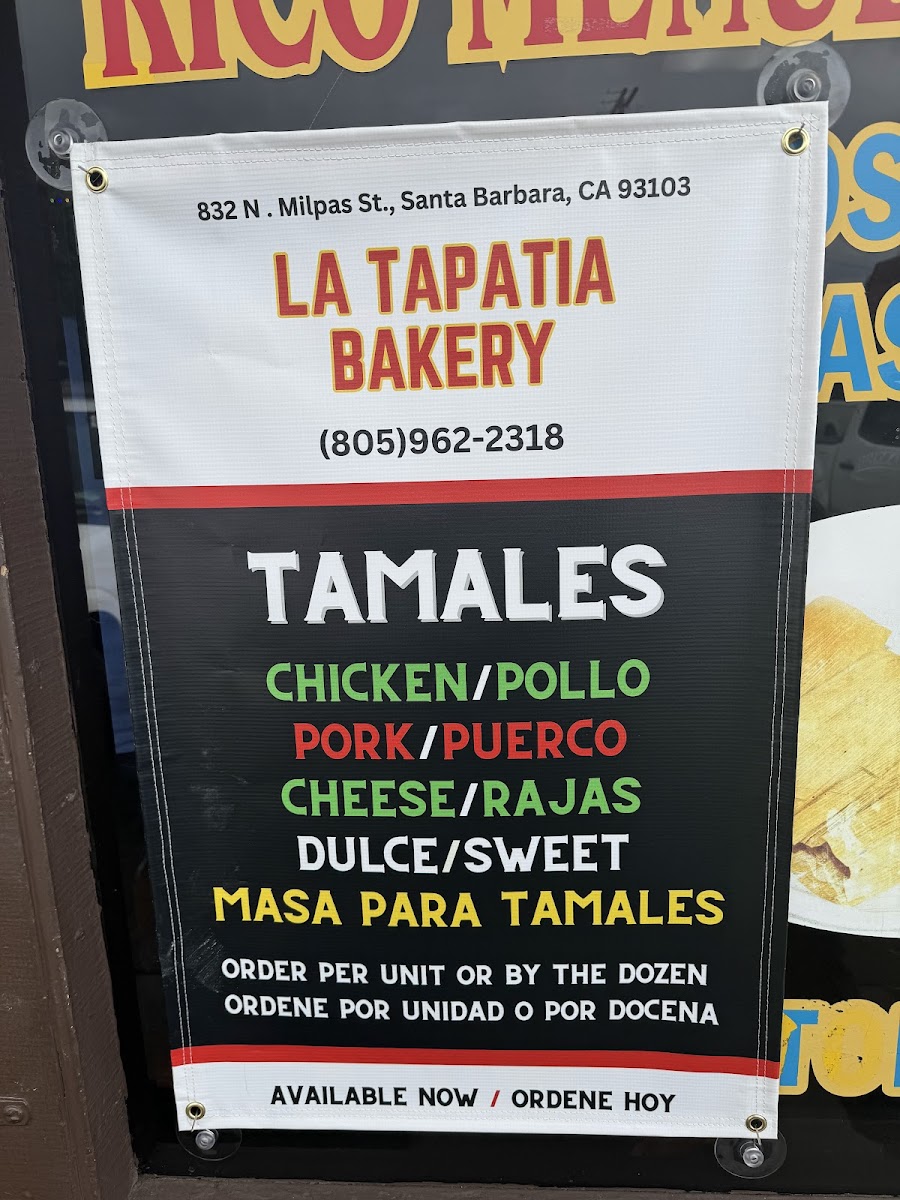 RICO
832 N . Milpas St., Santa Barbara, CA 93103
LA TAPATIA
BAKERY
(805)962-2318
TAMALES
CHICKEN/POLLO
PORK/PUERCO
CHEESE/RAJAS
DULCE/SWEET
MASA PARA TAMALES
ORDER PER UNIT OR BY THE DOZEN
ORDENE POR UNIDAD O POR DOCENA
AVAILABLE NOW / ORDENE HOY